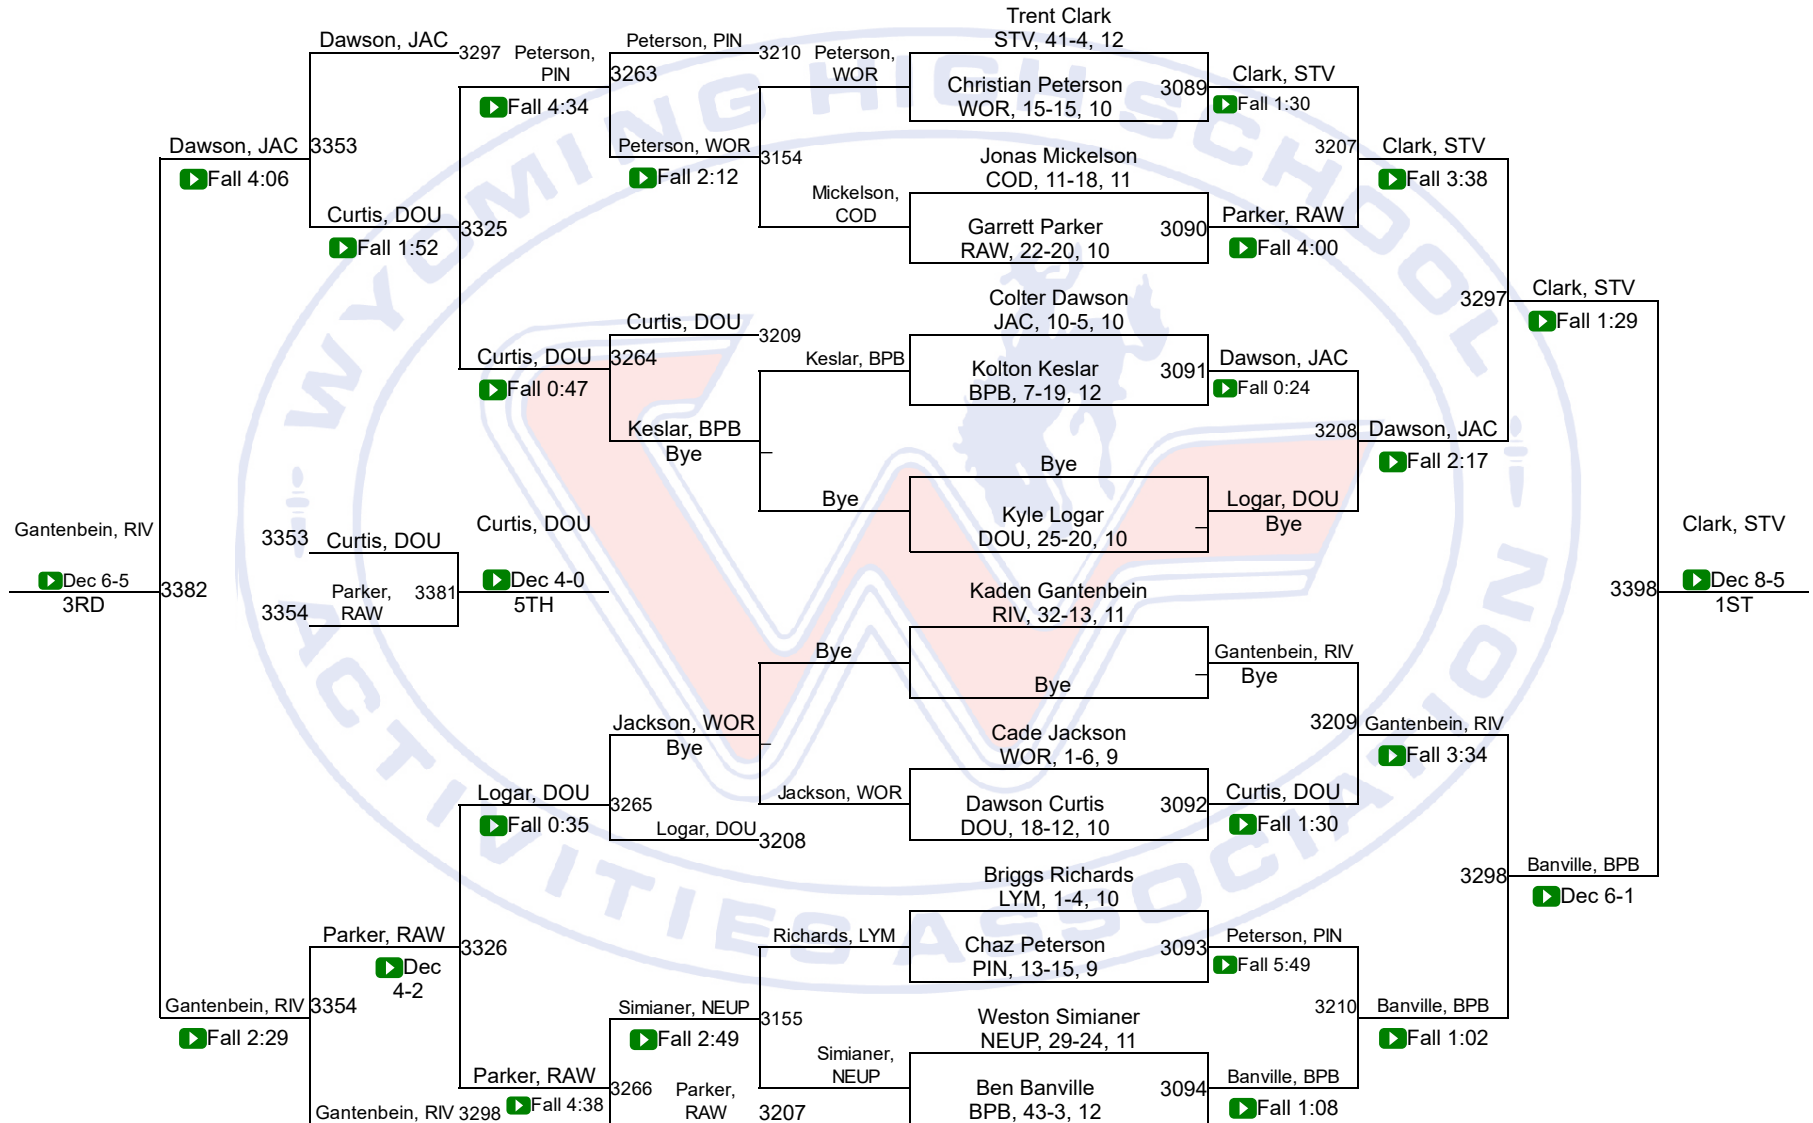 Trent Clark
STV, 41-4, 12
Christian Peterson
WOR, 15-15, 10
3089
Clark, STV
Fall 1:30
Jonas Mickelson
COD, 11-18, 11
Garrett Parker
RAW, 22-20, 10
3090
Parker, RAW
Fall 4:00
3207
Clark, STV
Fall 3:38
Colter Dawson
JAC, 10-5, 10
Kolton Keslar
BPB, 7-19, 12
3091
Dawson, JAC
Fall 0:24
Bye
Kyle Logar
DOU, 25-20, 10
Logar, DOU
Bye
3208
Dawson, JAC
Fall 2:17
3297
Clark, STV
Fall 1:29
Kaden Gantenbein
RIV, 32-13, 11
Bye
Gantenbein, RIV
Bye
Cade Jackson
WOR, 1-6, 9
Dawson Curtis
DOU, 18-12, 10
3092
Curtis, DOU
Fall 1:30
3209
Gantenbein, RIV
Fall 3:34
Briggs Richards
LYM, 1-4, 10
Chaz Peterson
PIN, 13-15, 9
3093
Peterson, PIN
Fall 5:49
Weston Simianer
NEUP, 29-24, 11
Ben Banville
BPB, 43-3, 12
3094
Banville, BPB
Fall 1:08
3210
Banville, BPB
Fall 1:02
3298
Banville, BPB
Dec 6-1
3398
Clark, STV
Dec 8-5
1ST
Peterson,
WOR
Mickelson,
COD
3154
Peterson, WOR
Fall 2:12
Peterson, PIN
3210
3263
Peterson,
PIN
Fall 4:34
Keslar, BPB
Bye
Keslar, BPB
Bye
Curtis, DOU
3209
3264
Curtis, DOU
Fall 0:47
3325
Curtis, DOU
Fall 1:52
Dawson, JAC
3297
3353
Dawson, JAC
Fall 4:06
3353
Curtis, DOU
3354
Parker,
RAW
3381
Curtis, DOU
Dec 4-0
5TH
Bye
Jackson, WOR
Jackson, WOR
Bye
Logar, DOU
3208
3265
Logar, DOU
Fall 0:35
Richards, LYM
Simianer,
NEUP
3155
Simianer, NEUP
Fall 2:49
Parker,
RAW
3207
3266
Parker, RAW
Fall 4:38
3326
Parker, RAW
Dec
4-2
Gantenbein, RIV
3298
3354
Gantenbein, RIV
Fall 2:29
3382
Gantenbein, RIV
Dec 6-5
3RD
WYOMING HIGH SCHOOL
ACTIVITIES ASSOCIATION